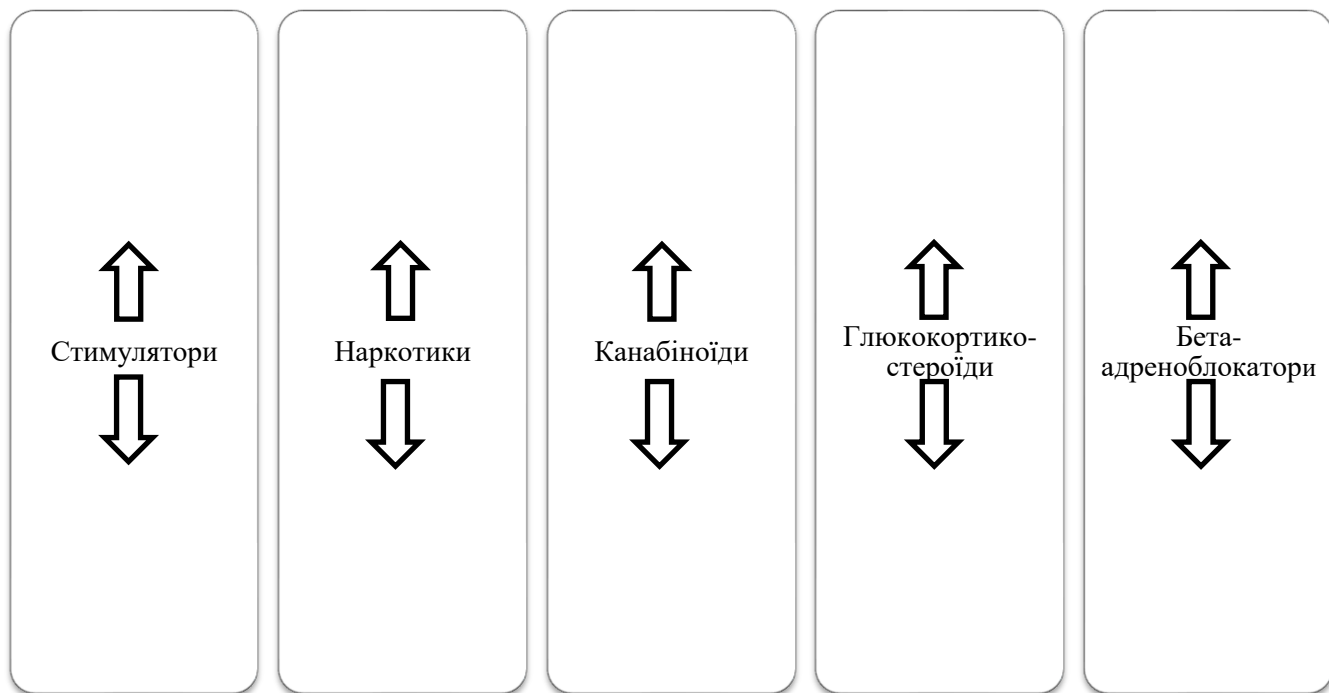 Стимулятори
Наркотики
Канабіноїди
Глюкокортико-
стероїди
Бета-
адреноблокатори